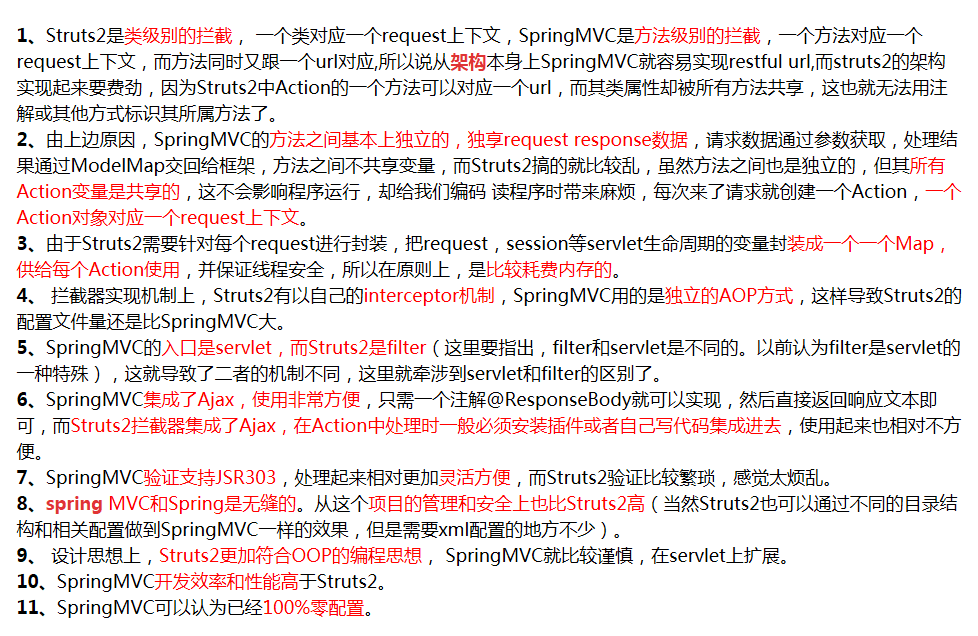 1、Struts2是类级别的拦截， 一个类对应一个request上下文，SpringMVC是方法级别的拦截，一个方法对应一个
request上下文，而方法同时又跟一个url对应,所以说从架构本身上SpringMVC就容易实现restful url,而struts2的架构
实现起来要费劲，因为Struts2中Action的一个方法可以对应一个url，而其类属性却被所有方法共享，这也就无法用注
解或其他方式标识其所属方法了。
2、由上边原因，SpringMVC的方法之间基本上独立的，独享request response数据，请求数据通过参数获取，处理结
果通过ModelMap交回给框架，方法之间不共享变量，而Struts2搞的就比较乱，虽然方法之间也是独立的，但其所有
Action变量是共享的，这不会影响程序运行，却给我们编码 读程序时带来麻烦，每次来了请求就创建一个Action，一个
Action对象对应一个request上下文。
3、由于Struts2需要针对每个request进行封装，把request，session等servlet生命周期的变量封装成一个一个Map，
供给每个Action使用，并保证线程安全，所以在原则上，是比较耗费内存的。
4、 拦截器实现机制上，Struts2有以自己的interceptor机制，SpringMVC用的是独立的AOP方式，这样导致Struts2的
配置文件量还是比SpringMVC大。
5、SpringMVC的入口是servlet，而Struts2是filter（这里要指出，filter和servlet是不同的。以前认为filter是servlet的
一种特殊），这就导致了二者的机制不同，这里就牵涉到servlet和filter的区别了。
6、SpringMVC集成了Ajax，使用非常方便，只需一个注解@ResponseBody就可以实现，然后直接返回响应文本即
可，而Struts2拦截器集成了Ajax，在Action中处理时一般必须安装插件或者自己写代码集成进去，使用起来也相对不方
便。
7、SpringMVC验证支持JSR303，处理起来相对更加灵活方便，而Struts2验证比较繁琐，感觉太烦乱。
8、spring MVC和Spring是无缝的。从这个项目的管理和安全上也比Struts2高（当然Struts2也可以通过不同的目录结
构和相关配置做到SpringMVC一样的效果，但是需要xml配置的地方不少）。
9、 设计思想上，Struts2更加符合OOP的编程思想， SpringMVC就比较谨慎，在servlet上扩展。
10、SpringMVC开发效率和性能高于Struts2。
11、SpringMVC可以认为已经100%零配置。